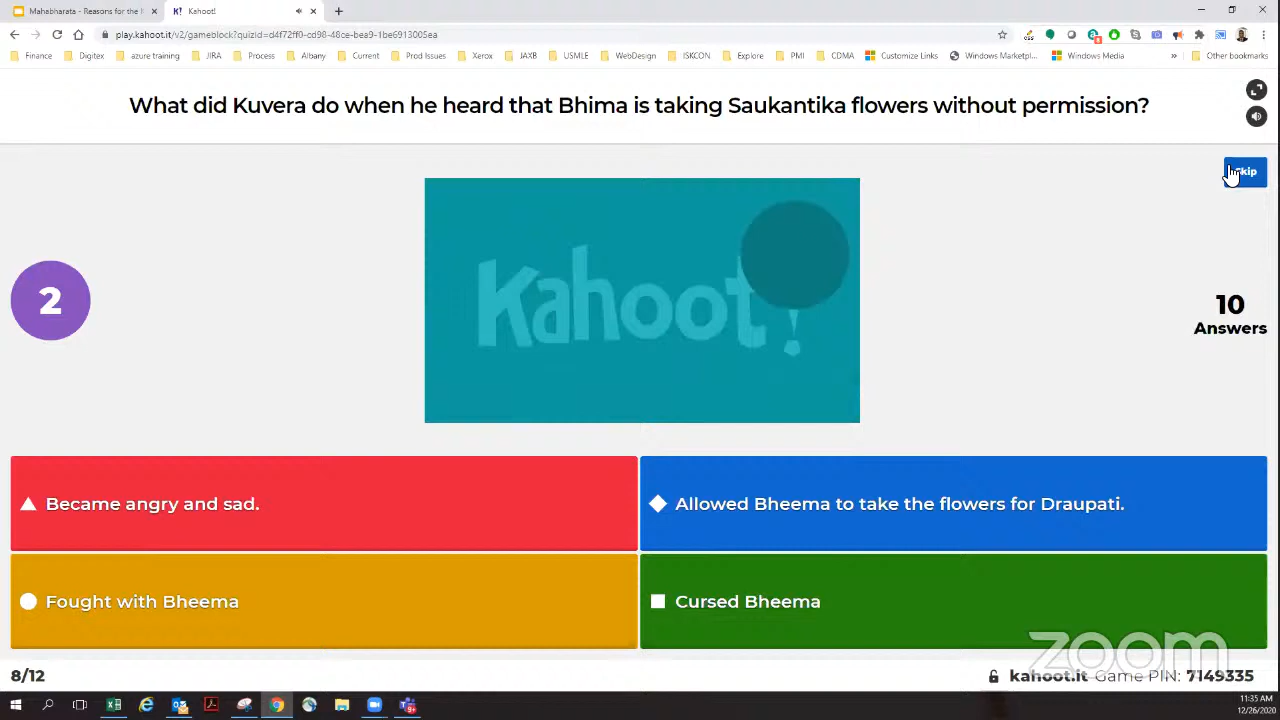 Mahabharata - Reasons for the I
Kahoot!
play.kahoot.it/v2/gameblock?quizid=d4f72ff0-cd98-48ce-bea9-1be6913005ea
Finance
Digitex
azure training
JIRA
Process
Albany
Current
Prod Issues
Xerox
JAXB
USMLE
WebDesign
ISKCON
Explore
PMI
CDMA
Customize Links
Windows Marketpl...
Windows Media
»
Other bookmarks
What did Kuvera do when he heard that Bhima is taking Saukantika flowers without permission?
Skip
Kahoot!
2
10
Answers
Became angry and sad.
Allowed Bheema to take the flowers for Draupati.
Fought with Bheema
Cursed Bheema
zoom
8/12
kahoot.it Game PIN: 7149335
11:35 AM
12/26/2020